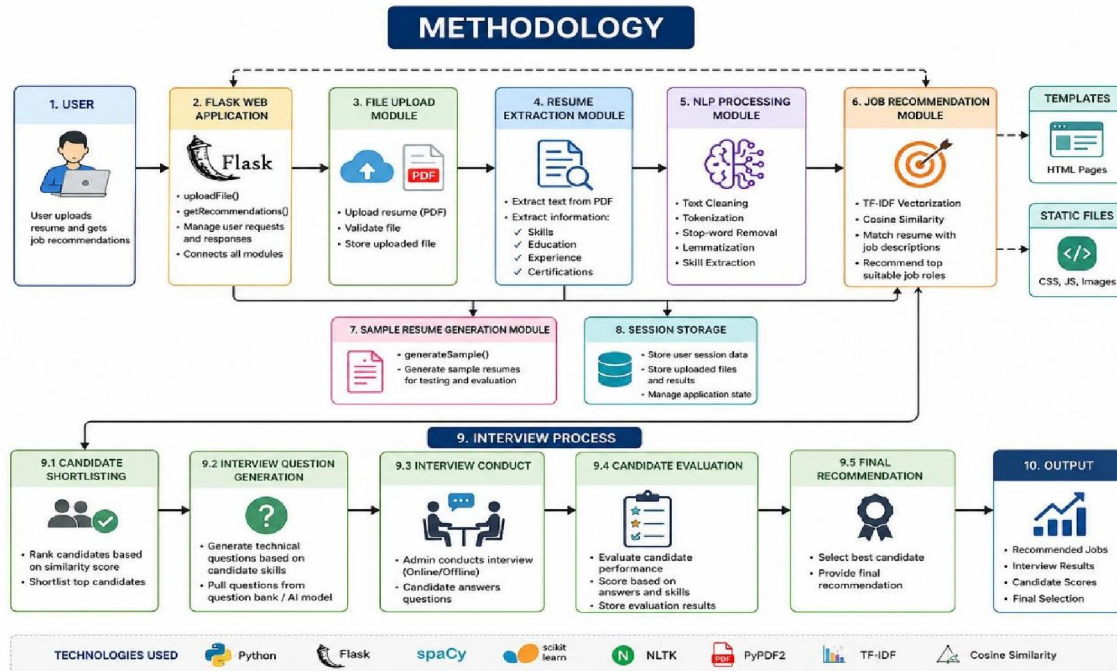 METHODOLOGY
1. USER
User uploads
resume and gets
job recommendations
2. FLASK WEB
APPLICATION
Flask
• uploadFile()
• getRecommendations()
• Manage user requests
and responses
• Connects all modules
3. FILE UPLOAD
MODULE
PDF
• Upload resume (PDF)
• Validate file
• Store uploaded file
4. RESUME
EXTRACTION MODULE
• Extract text from PDF
• Extract information:
✓ Skills
✓ Education
✓ Experience
✓ Certifications
5. NLP PROCESSING
MODULE
• Text Cleaning
• Tokenization
• Stop-word Removal
• Lemmatization
• Skill Extraction
6. JOB RECOMMENDATION
MODULE
• TF-IDF Vectorization
• Cosine Similarity
• Match resume with
job descriptions
• Recommend top
suitable job roles
TEMPLATES
HTML Pages
STATIC FILES
</>
CSS, JS, Images
7. SAMPLE RESUME GENERATION MODULE
• generateSample()
• Generate sample resumes
for testing and evaluation
8. SESSION STORAGE
• Store user session data
• Store uploaded files
and results
• Manage application state
9. INTERVIEW PROCESS
9.1 CANDIDATE
SHORTLISTING
• Rank candidates based
on similarity score
• Shortlist top candidates
9.2 INTERVIEW QUESTION
GENERATION
?
• Generate technical
questions based on
candidate skills
• Pull questions from
question bank / AI model
9.3 INTERVIEW CONDUCT
• Admin conducts interview
(Online/Offline)
• Candidate answers
questions
9.4 CANDIDATE EVALUATION
• Evaluate candidate
performance
• Score based on
answers and skills
• Store evaluation results
9.5 FINAL
RECOMMENDATION
• Select best candidate
• Provide final
recommendation
10. OUTPUT
• Recommended Jobs
• Interview Results
• Candidate Scores
• Final Selection
TECHNOLOGIES USED
Python
Flask
spaCy
scikit
learn
N NLTK
PDF PyPDF2
TF-IDF
Cosine Similarity